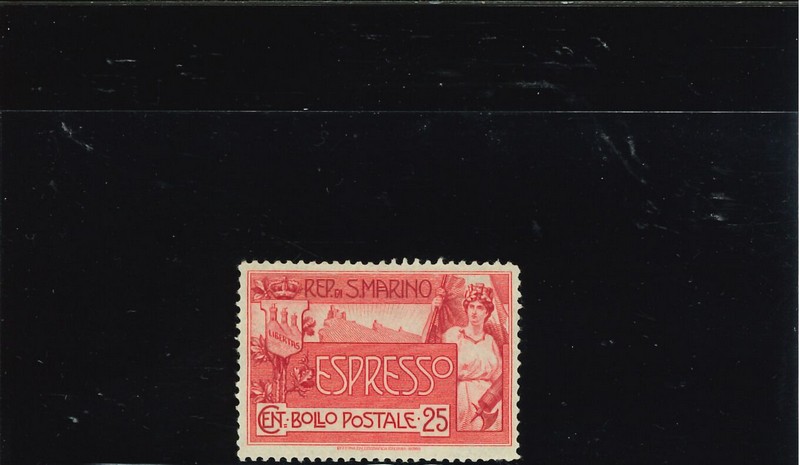 REP. DI S. MARINO
LIBERTAS
ESPRESSO
CENT. BOLLO POSTALE · 25